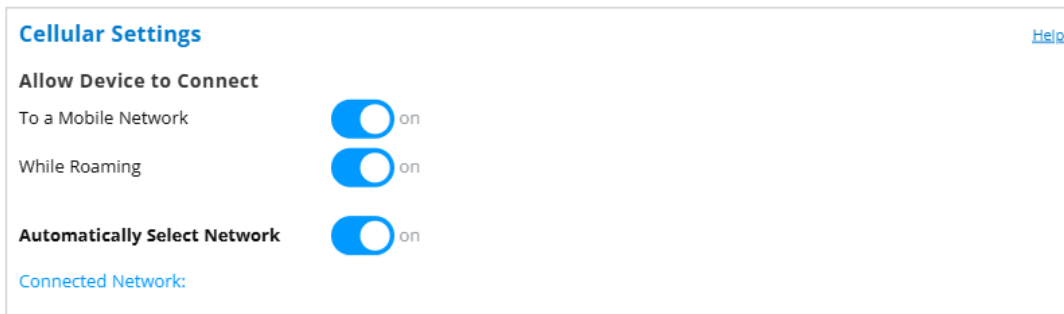 Cellular Settings
Help
Allow Device to Connect
To a Mobile Network on
While Roaming on
Automatically Select Network on
Connected Network: